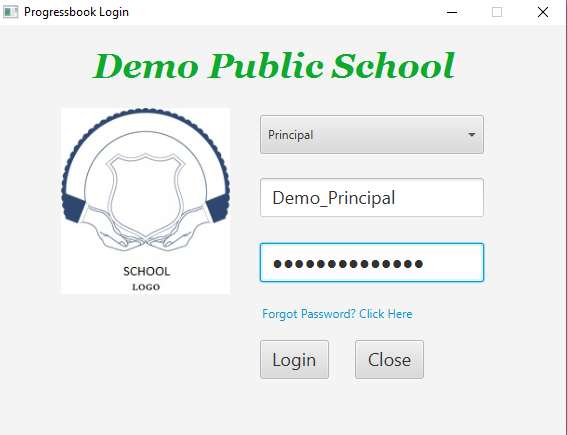 Progressbook Login
Demo Public School
Principal
Demo_Principal
●●●●●●●●●●●●●●
Forgot Password? Click Here
Login
Close
SCHOOL
LOGO